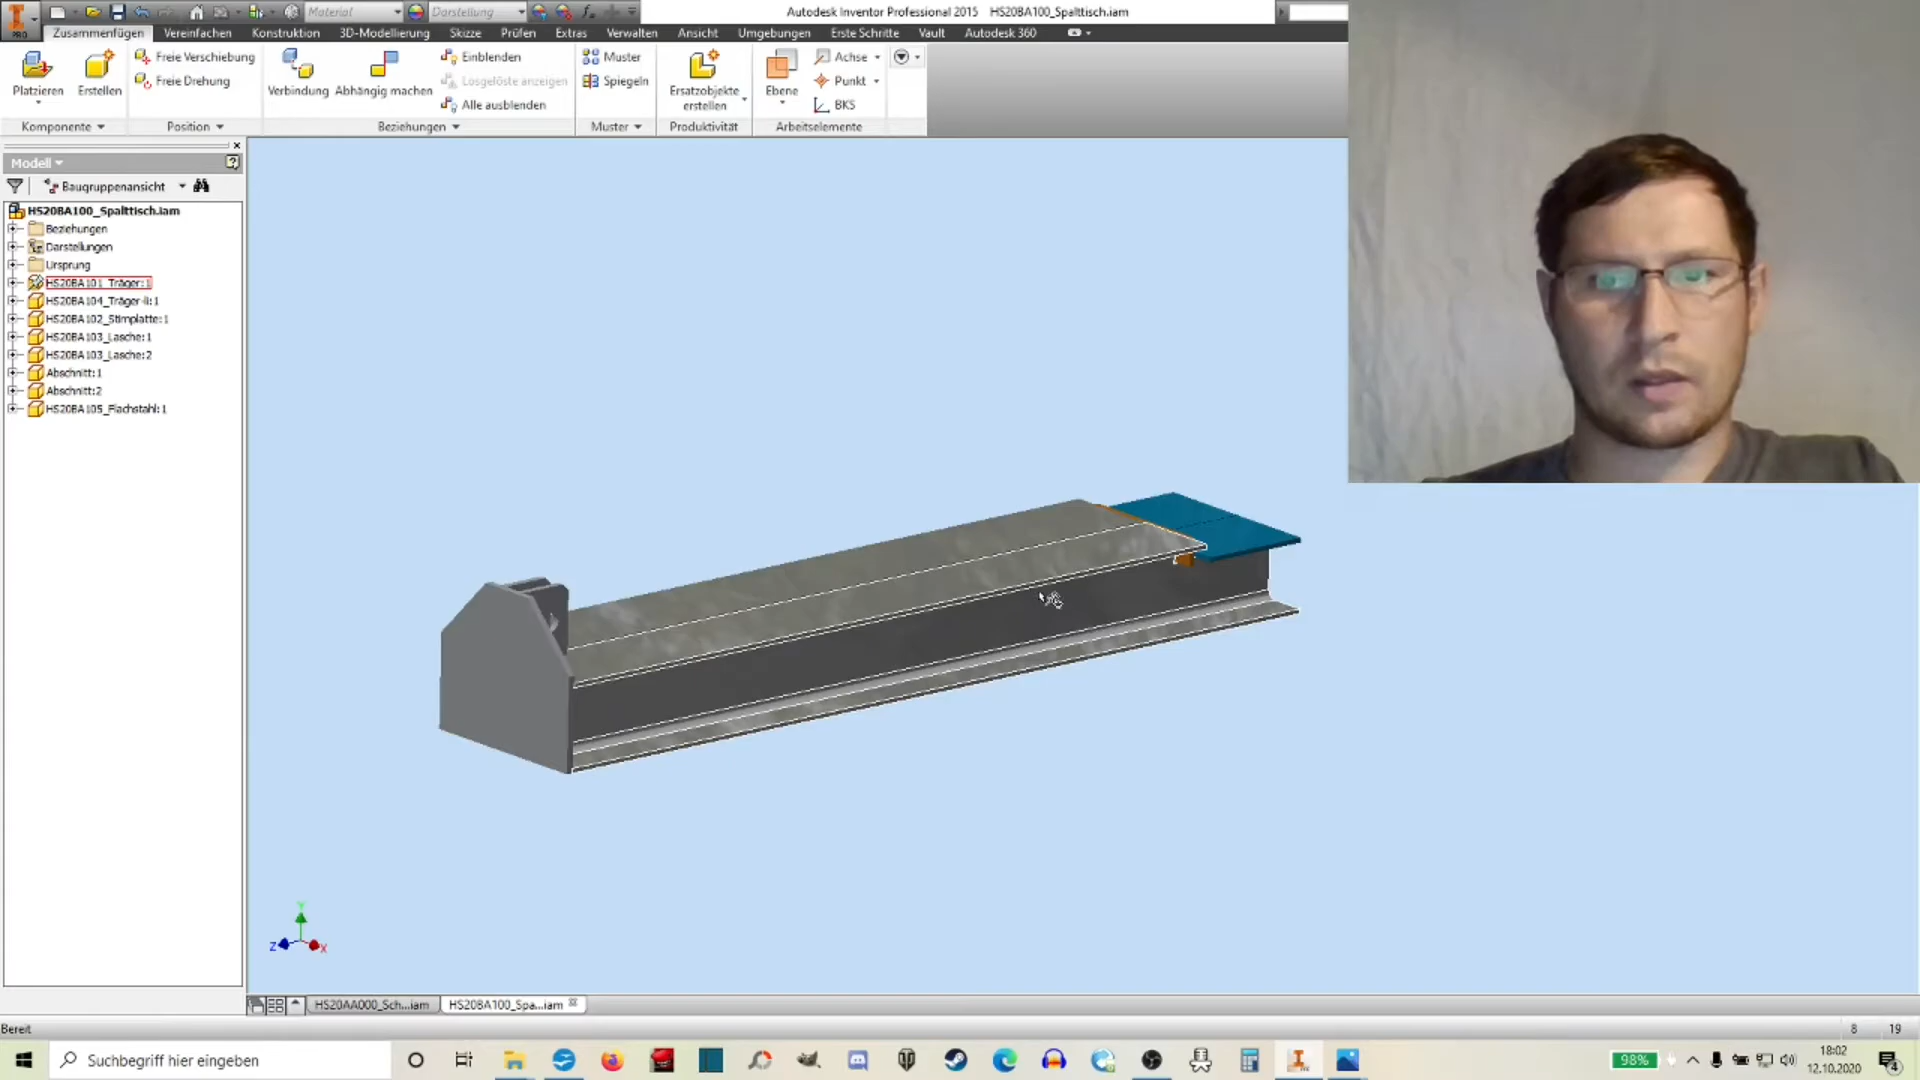 Material
Darstellung
Autodesk Inventor Professional 2015 HS20BA100_Spalttisch.iam
PRO
Zusammenfügen Vereinfachen Konstruktion 3D-Modellierung Skizze Prüfen Extras Verwalten Ansicht Umgebungen Erste Schritte Vault Autodesk 360
Platzieren
Erstellen
Freie Verschiebung
Freie Drehung
Verbindung
Abhängig machen
Einblenden
Losgelöste anzeigen
Alle ausblenden
Muster
Spiegeln
Ersatzobjekte
erstellen
Ebene
Achse
Punkt
BKS
Komponente Position Beziehungen Muster Produktivität Arbeitselemente
Modell
Baugruppenansicht
HS20BA100_Spalttisch.iam
Beziehungen
Darstellungen
Ursprung
HS20BA101_Träger:1
HS20BA104_Träger-li:1
HS20BA102_Stirnplatte:1
HS20BA103_Lasche:1
HS20BA103_Lasche:2
Abschnitt:1
Abschnitt:2
HS20BA105_Flachstahl:1
Y
Z
X
HS20AA000_Sch...iam
HS20BA100_Spa...iam
Bereit
8 19
Suchbegriff hier eingeben
98%
18:02
12.10.2020
4